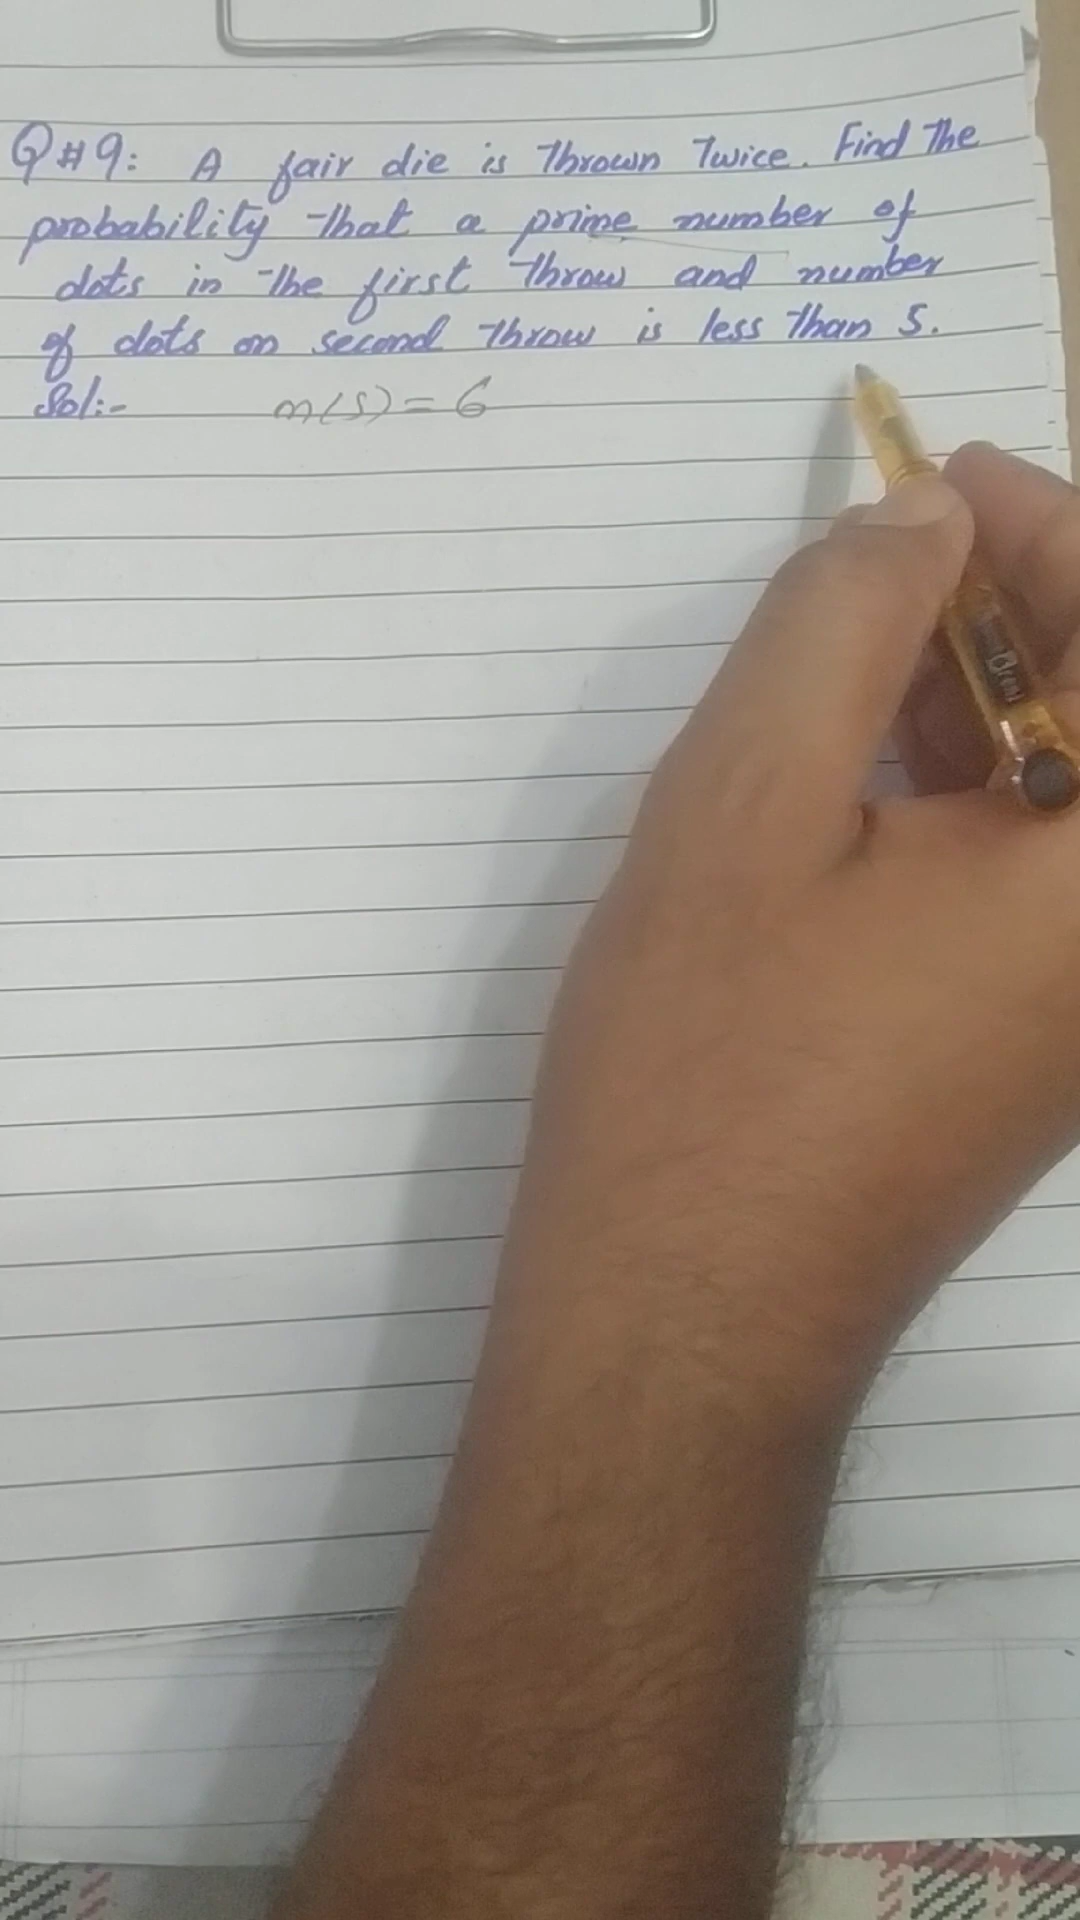 Q#9: A fair die is thrown Twice. Find The
probability that a prime number of
dots in the first throw and number
of dots on second throw is less than 5.
Sol:- n(S) = 6